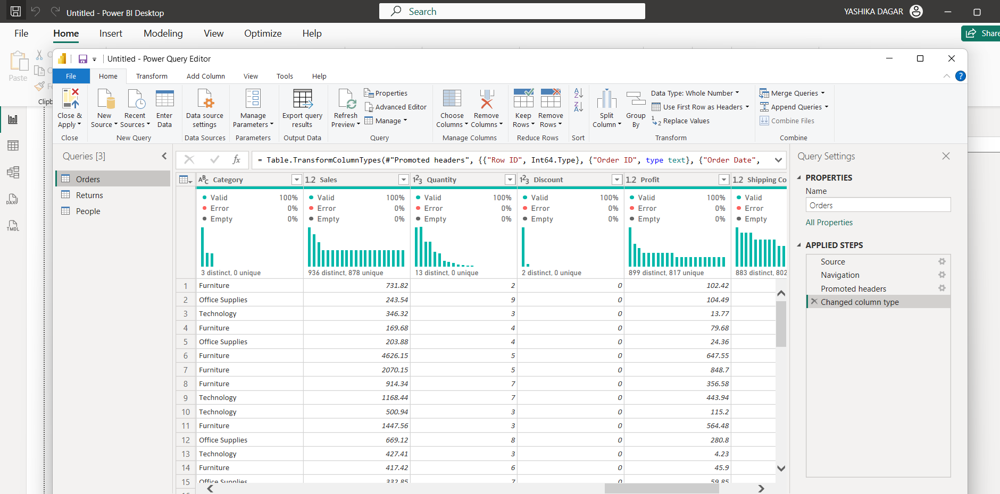 Untitled - Power BI Desktop
Search
YASHIKA DAGAR
File Home Insert Modeling View Optimize Help
Share
Paste
Clipb
Untitled - Power Query Editor
File Home Transform Add Column View Tools Help
Close & Apply
New Source
Recent Sources
Enter Data
Data source settings
Manage Parameters
Export query results
Refresh Preview
Properties
Advanced Editor
Manage
Choose Columns
Remove Columns
Keep Rows
Remove Rows
Split Column
Group By
Data Type: Whole Number
Use First Row as Headers
Replace Values
Merge Queries
Append Queries
Combine Files
Close New Query Data Sources Parameters Output Data Query Manage Columns Reduce Rows Sort Transform Combine
Queries [3]
Orders
Returns
People
DAX
TMDL
fx
= Table.TransformColumnTypes(#"Promoted headers", {{"Row ID", Int64.Type}, {"Order ID", type text}, {"Order Date",
ABC Category 1.2 Sales 123 Quantity 123 Discount 1.2 Profit 1.2 Shipping Co
Valid 100% Valid 100% Valid 100% Valid 100% Valid 100% Valid
Error 0% Error 0% Error 0% Error 0% Error 0% Error
Empty 0% Empty 0% Empty 0% Empty 0% Empty 0% Empty
3 distinct, 0 unique 936 distinct, 878 unique 13 distinct, 0 unique 2 distinct, 0 unique 899 distinct, 817 unique 883 distinct, 802
1 Furniture 731.82 2 0 102.42
2 Office Supplies 243.54 9 0 104.49
3 Technology 346.32 3 0 13.77
4 Furniture 169.68 4 0 79.68
5 Office Supplies 203.88 4 0 24.36
6 Furniture 4626.15 5 0 647.55
7 Furniture 2070.15 5 0 848.7
8 Furniture 914.34 7 0 356.58
9 Technology 1168.44 7 0 443.94
10 Technology 500.94 3 0 115.2
11 Furniture 1447.56 3 0 564.48
12 Office Supplies 669.12 8 0 280.8
13 Technology 427.41 3 0 4.23
14 Furniture 417.42 6 0 45.9
15 Office Supplies 332.85 7 0 59.85
Query Settings
PROPERTIES
Name
Orders
All Properties
APPLIED STEPS
Source
Navigation
Promoted headers
Changed column type